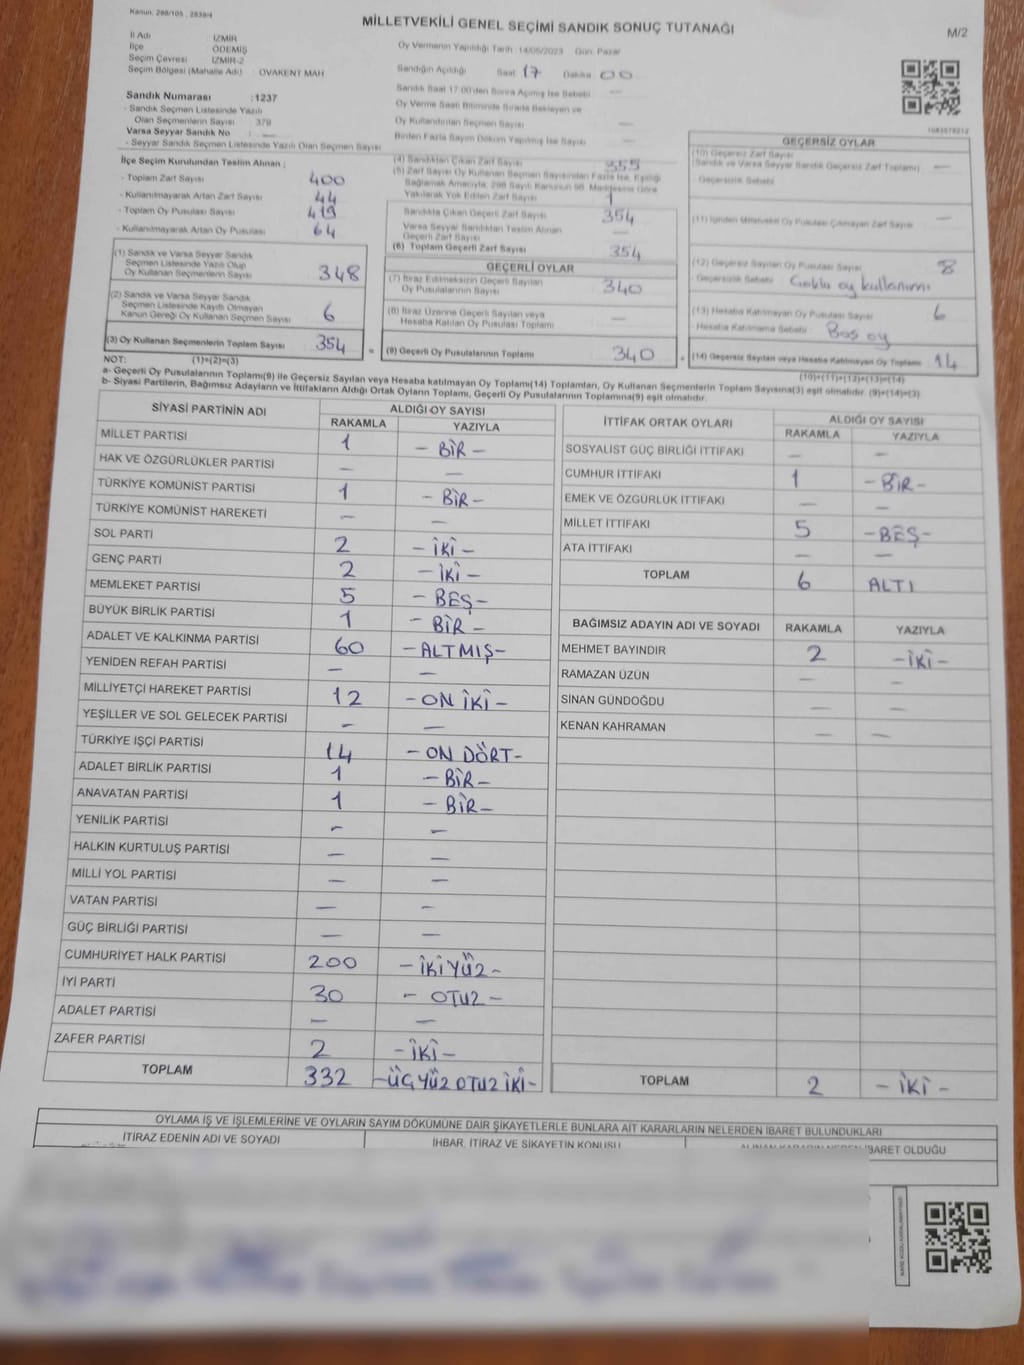 Kanun: 298/105 , 2839/4
MİLLETVEKİLİ GENEL SEÇİMİ SANDIK SONUÇ TUTANAĞI
M/2
İl Adı İZMİR
İlçe ÖDEMİŞ
Seçim Çevresi İZMİR-2
Seçim Bölgesi (Mahalle Adı) : OVAKENT MAH
Oy Vermenin Yapıldığı Tarih : 14/05/2023 Gün: Pazar
Sandığın Açıldığı Saat 17 Dakika 00
Sandık Saat 17:00'den Sonra Açılmış İse Sebebi —
Oy Verme Saati Bitiminde Sırada Bekleyen ve
Oy Kullandırılan Seçmen Sayısı —
Birden Fazla Sayım Döküm Yapılmış İse Sayısı —
Sandık Numarası : 1237
- Sandık Seçmen Listesinde Yazılı
Olan Seçmenlerin Sayısı : 379
Varsa Seyyar Sandık No : —
- Seyyar Sandık Seçmen Listesinde Yazılı Olan Seçmen Sayısı
İlçe Seçim Kurulundan Teslim Alınan ;
- Toplam Zarf Sayısı 400
- Kullanılmayarak Artan Zarf Sayısı 44
- Toplam Oy Pusulası Sayısı 419
- Kullanılmayarak Artan Oy Pusulası 64
(1) Sandık ve Varsa Seyyar Sandık
Seçmen Listesinde Yazılı Olup
Oy Kullanan Seçmenlerin Sayısı 348
(2) Sandık ve Varsa Seyyar Sandık
Seçmen Listesinde Kayıtlı Olmayan
Kanun Gereği Oy Kullanan Seçmen Sayısı 6
(3) Oy Kullanan Seçmenlerin Toplam Sayısı 354
(4) Sandıktan Çıkan Zarf Sayısı 355
(5) Zarf Sayısı Oy Kullanan Seçmen Sayısından Fazla İse, Eşitliği
Sağlamak Amacıyla, 298 Sayılı Kanunun 98. Maddesine Göre
Yakılarak Yok Edilen Zarf Sayısı 1
Sandıkta Çıkan Geçerli Zarf Sayısı 354
Varsa Seyyar Sandıktan Teslim Alınan
Geçerli Zarf Sayısı —
(6) Toplam Geçerli Zarf Sayısı 354
GEÇERLİ OYLAR
(7) İtiraz Edilmeksizin Geçerli Sayılan
Oy Pusulalarının Sayısı 340
(8) İtiraz Üzerine Geçerli Sayılan veya
Hesaba Katılan Oy Pusulası Toplamı —
(9) Geçerli Oy Pusulalarının Toplamı 340
1083578212
GEÇERSİZ OYLAR
(10) Geçersiz Zarf Sayısı
(Sandık ve Varsa Seyyar Sandık Geçersiz Zarf Toplamı) —
- Geçersizlik Sebebi
(11) İçinden Milletvekili Oy Pusulası Çıkmayan Zarf Sayısı —
(12) Geçersiz Sayılan Oy Pusulası Sayısı 8
- Geçersizlik Sebebi Çoklu oy kullanımı
(13) Hesaba Katılmayan Oy Pusulası Sayısı 6
Hesaba Katılmama Sebebi Boş oy
(14) Geçersiz Sayılan veya Hesaba Katılmayan Oy Toplamı 14
NOT: (1)+(2)=(3)
(10)+(11)+(12)+(13)=(14)
a- Geçerli Oy Pusulalarının Toplamı(9) ile Geçersiz Sayılan veya Hesaba katılmayan Oy Toplamı(14) Toplamları, Oy Kullanan Seçmenlerin Toplam Sayısına(3) eşit olmalıdır. (9)+(14)=(3)
b- Siyasi Partilerin, Bağımsız Adayların ve İttifakların Aldığı Ortak Oyların Toplamı, Geçerli Oy Pusulalarının Toplamına(9) eşit olmalıdır.
SİYASİ PARTİNİN ADI ALDIĞI OY SAYISI
RAKAMLA YAZIYLA
MİLLET PARTİSİ 1 - BİR -
HAK VE ÖZGÜRLÜKLER PARTİSİ — —
TÜRKİYE KOMÜNİST PARTİSİ 1 - BİR -
TÜRKİYE KOMÜNİST HAREKETİ — —
SOL PARTİ 2 - İKİ -
GENÇ PARTİ 2 - İKİ -
MEMLEKET PARTİSİ 5 - BEŞ -
BÜYÜK BİRLİK PARTİSİ 1 - BİR -
ADALET VE KALKINMA PARTİSİ 60 - ALTMIŞ -
YENİDEN REFAH PARTİSİ — —
MİLLİYETÇİ HAREKET PARTİSİ 12 - ON İKİ -
YEŞİLLER VE SOL GELECEK PARTİSİ — —
TÜRKİYE İŞÇİ PARTİSİ 14 - ON DÖRT -
ADALET BİRLİK PARTİSİ 1 - BİR -
ANAVATAN PARTİSİ 1 - BİR -
YENİLİK PARTİSİ — —
HALKIN KURTULUŞ PARTİSİ — —
MİLLİ YOL PARTİSİ — —
VATAN PARTİSİ — —
GÜÇ BİRLİĞİ PARTİSİ — —
CUMHURİYET HALK PARTİSİ 200 - İKİ YÜZ -
İYİ PARTİ 30 - OTUZ -
ADALET PARTİSİ — —
ZAFER PARTİSİ 2 - İKİ -
TOPLAM 332 - ÜÇ YÜZ OTUZ İKİ -
İTTİFAK ORTAK OYLARI ALDIĞI OY SAYISI
RAKAMLA YAZIYLA
SOSYALİST GÜÇ BİRLİĞİ İTTİFAKI — —
CUMHUR İTTİFAKI 1 - BİR -
EMEK VE ÖZGÜRLÜK İTTİFAKI — —
MİLLET İTTİFAKI 5 - BEŞ -
ATA İTTİFAKI — —
TOPLAM 6 ALTI
BAĞIMSIZ ADAYIN ADI VE SOYADI RAKAMLA YAZIYLA
MEHMET BAYINDIR 2 - İKİ -
RAMAZAN ÜZÜN — —
SİNAN GÜNDOĞDU — —
KENAN KAHRAMAN — —
TOPLAM 2 - İKİ -
OYLAMA İŞ VE İŞLEMLERİNE VE OYLARIN SAYIM DÖKÜMÜNE DAİR ŞİKAYETLERLE BUNLARA AİT KARARLARIN NELERDEN İBARET BULUNDUKLARI
İTİRAZ EDENİN ADI VE SOYADI İHBAR, İTİRAZ VE ŞİKAYETİN KONUSU ALINAN KARARIN NEDEN İBARET OLDUĞU